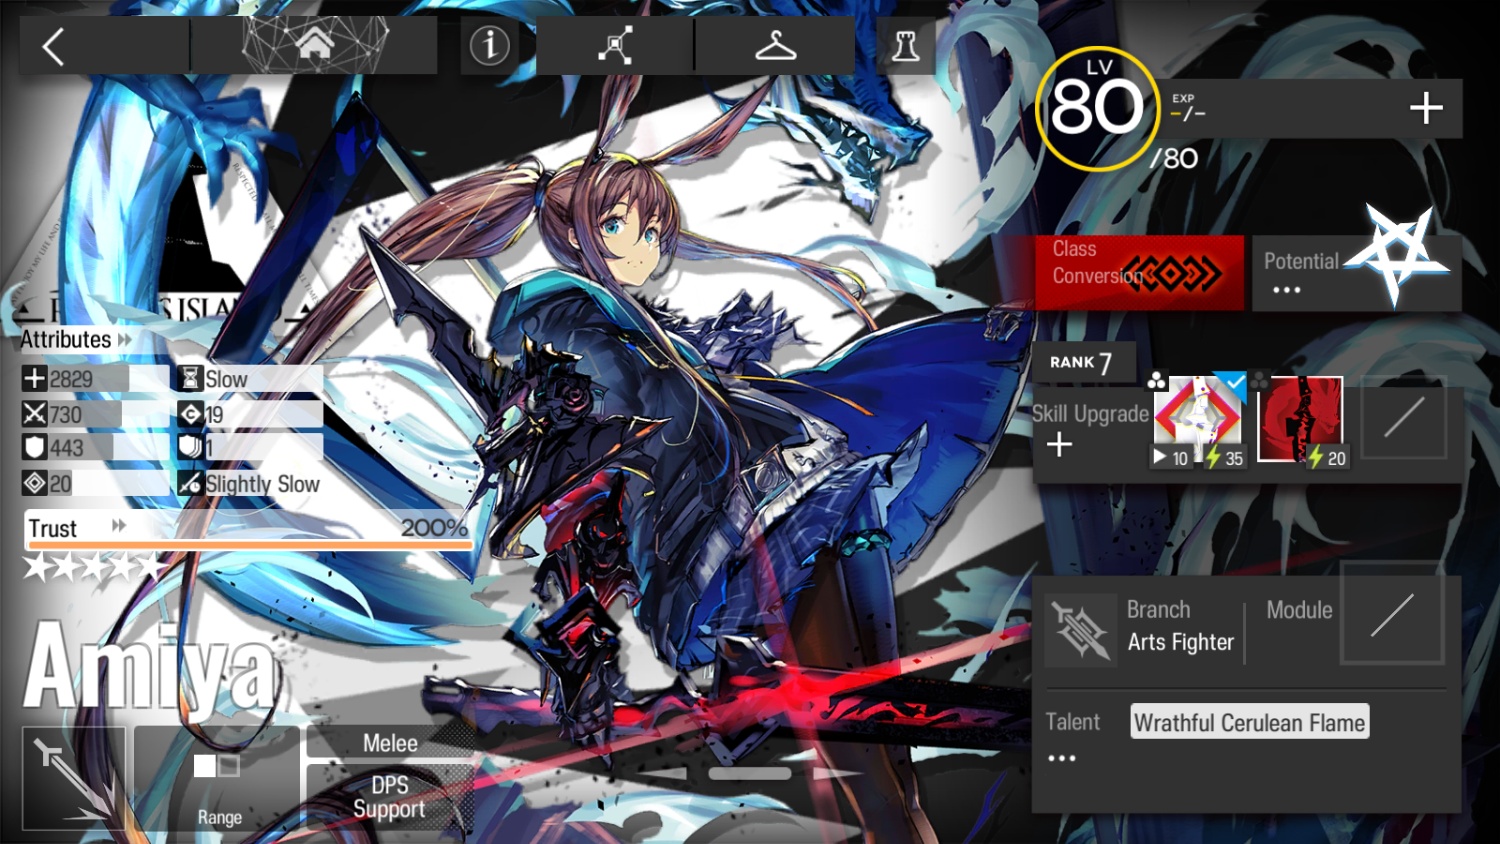 LV
80
/80
EXP
-/-
Class
Conversion
Potential
RANK 7
Skill Upgrade
10
35
20
Branch
Arts Fighter
Module
Talent
Wrathful Cerulean Flame
Attributes
2829
Slow
730
19
443
1
20
Slightly Slow
Trust
200%
Amiya
Range
Melee
DPS
Support